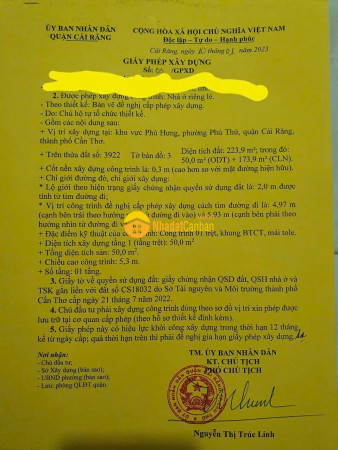 ỦY BAN NHÂN DÂN CỘNG HÒA XÃ HỘI CHỦ NGHĨA VIỆT NAM
QUẬN CÁI RĂNG Độc lập - Tự do - Hạnh phúc
Cái Răng, ngày 10 tháng 03 năm 2023
GIẤY PHÉP XÂY DỰNG
Số: /GPXD
2. Được phép xây dựng công trình: Nhà ở riêng lẻ.
- Theo thiết kế: Bản vẽ đề nghị cấp phép xây dựng.
- Do: Chủ hộ tự tổ chức thiết kế.
- Gồm các nội dung sau:
+ Vị trí xây dựng tại: khu vực Phú Hưng, phường Phú Thứ, quận Cái Răng,
thành phố Cần Thơ.
+ Trên thửa đất số: 3922 Tờ bản đồ: 3 Diện tích đất: 223,9 m²; trong đó:
50,0 m² (ODT) + 173,9 m² (CLN).
+ Cốt nền xây dựng công trình là: 0,3 m (cao hơn so với mặt đường hiện hữu).
+ Chỉ giới đường đỏ, chỉ giới xây dựng:
* Lộ giới theo hiện trạng giấy chứng nhận quyền sử dụng đất là: 2,0 m được
tính từ tim đường đi;
* Vị trí công trình đề nghị cấp phép xây dựng cách tim đường đi: 4,97 m
(cạnh bên trái theo hướng nhìn từ đường đi vào) và 5,93 m (cạnh bên phải theo
hướng nhìn từ đường đi
NhadatCanban
+ Đặc điểm kỹ thuật của công trình: Công trình 01 trệt, khung BTCT, mái tole.
+ Diện tích xây dựng tầng 1 (tầng trệt): 50,0 m²
+ Tổng diện tích sàn: 50,0 m².
+ Chiều cao công trình: 5,3 m.
+ Số tầng: 01 tầng.
3. Giấy tờ về quyền sử dụng đất: giấy chứng nhận QSD đất, QSH nhà ở và
TSK gắn liền với đất số CS18032 do Sở Tài nguyên và Môi trường thành phố
Cần Thơ cấp ngày 21 tháng 7 năm 2022.
4. Chủ đầu tư phải xây dựng công trình đúng theo sơ đồ vị trí xin phép được
lưu trữ tại cơ quan cấp phép (theo hồ sơ thiết kế đính kèm).
5. Giấy phép này có hiệu lực khởi công xây dựng trong thời hạn 12 tháng
kể từ ngày cấp; quá thời hạn trên thì phải đề nghị gia hạn giấy phép xây dựng.
Nơi nhận: TM. ỦY BAN NHÂN DÂN
- Chủ đầu tư; KT. CHỦ TỊCH
- Sở Xây dựng (bản sao); PHÓ CHỦ TỊCH
- UBND phường (bản sao);
- Lưu: phòng QLĐT quận.
Nguyễn Thị Trúc Linh